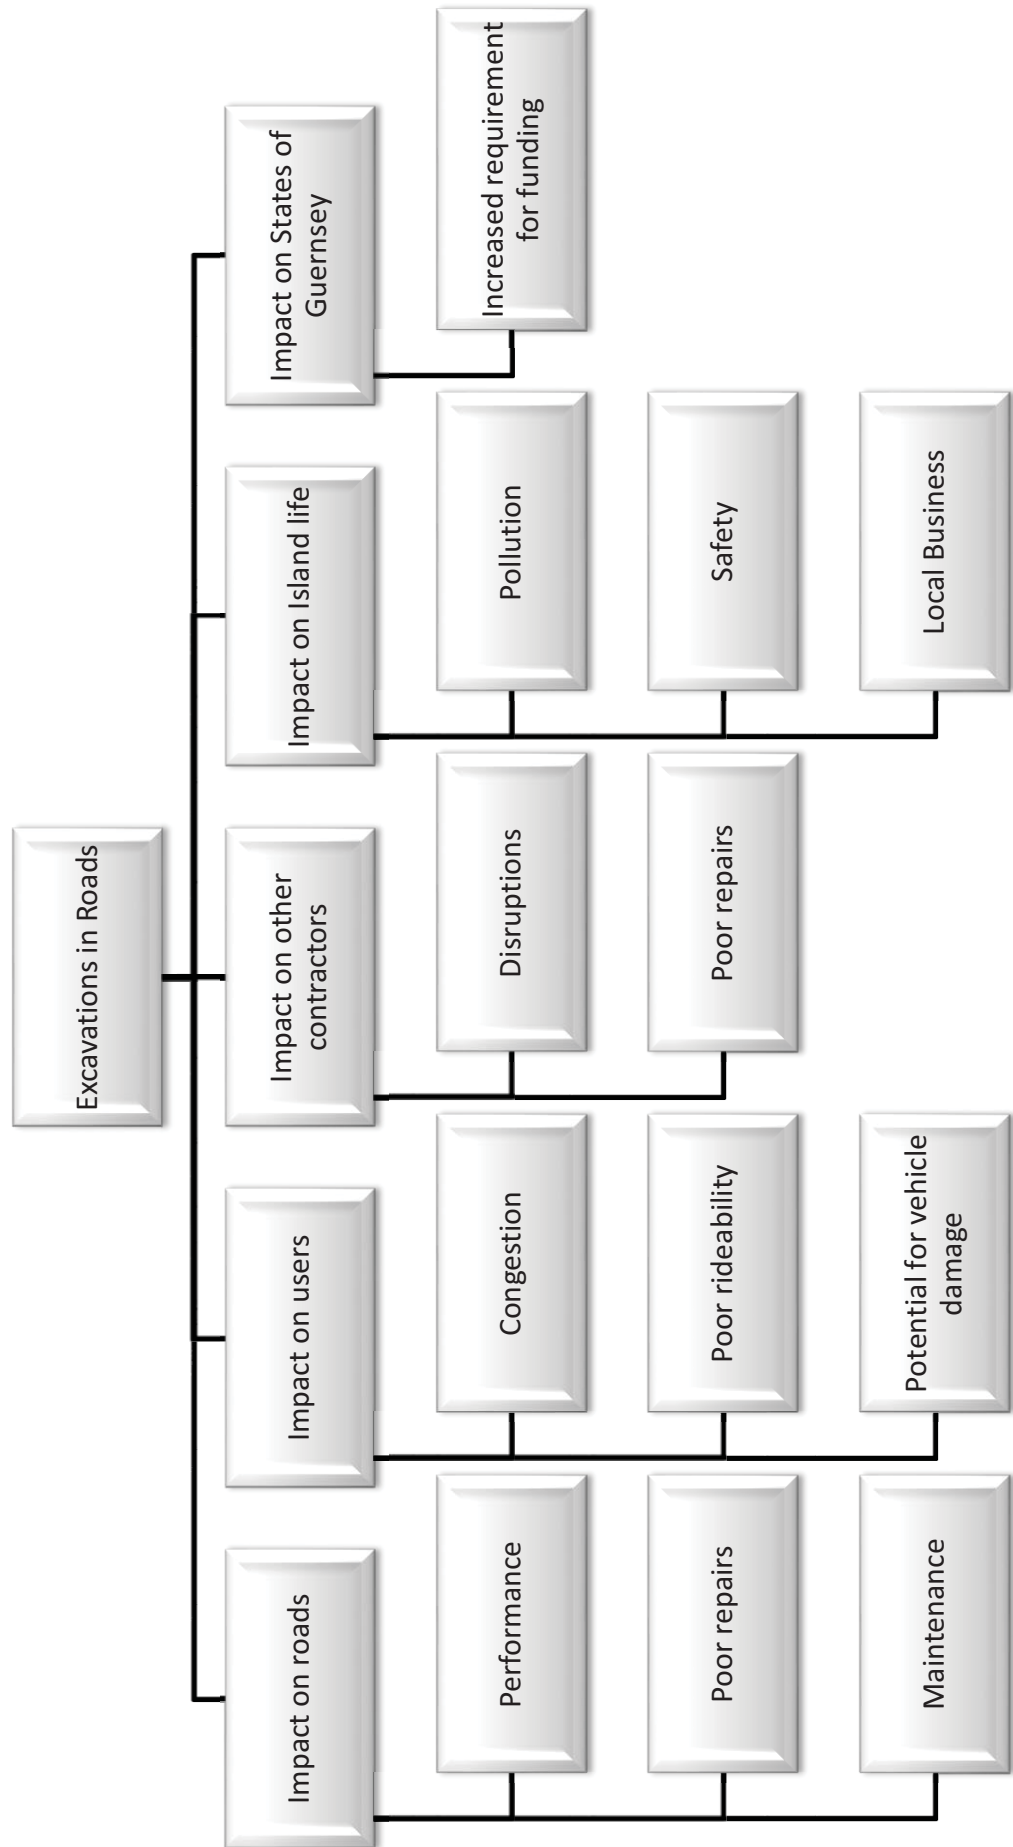 Excavations in Roads
Impact on roads
Performance
Poor repairs
Maintenance
Impact on users
Congestion
Poor rideability
Potential for vehicle
damage
Impact on other
contractors
Disruptions
Poor repairs
Impact on Island life
Pollution
Safety
Local Business
Impact on States of
Guernsey
Increased requirement
for funding